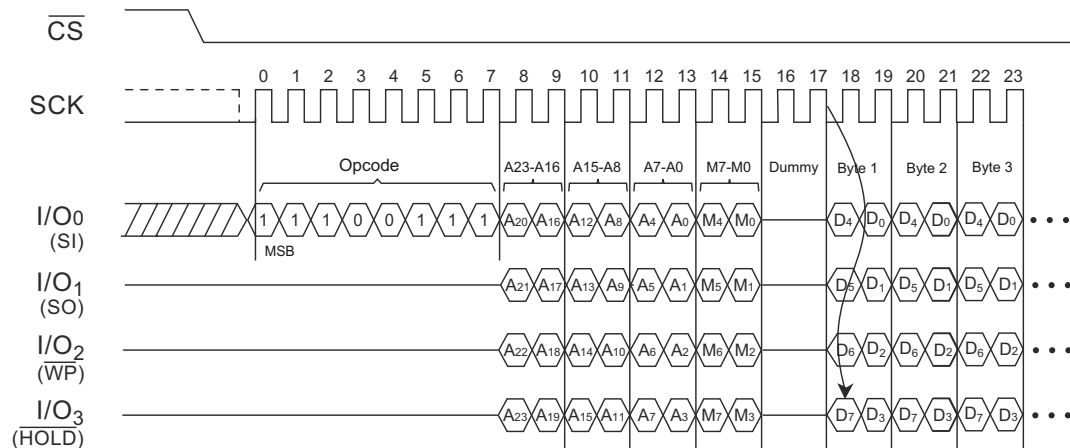 CS
0 1 2 3 4 5 6 7 8 9 10 11 12 13 14 15 16 17 18 19 20 21 22 23
SCK
Opcode A23-A16 A15-A8 A7-A0 M7-M0 Dummy Byte 1 Byte 2 Byte 3
I/O0 1 1 1 0 0 1 1 1 A20 A16 A12 A8 A4 A0 M4 M0 D4 D0 D4 D0 D4 D0
(SI)
MSB
I/O1 A21 A17 A13 A9 A5 A1 M5 M1 D5 D1 D5 D1 D5 D1
(SO)
I/O2 A22 A18 A14 A10 A6 A2 M6 M2 D6 D2 D6 D2 D6 D2
(WP)
I/O3 A23 A19 A15 A11 A7 A3 M7 M3 D7 D3 D7 D3 D7 D3
(HOLD)